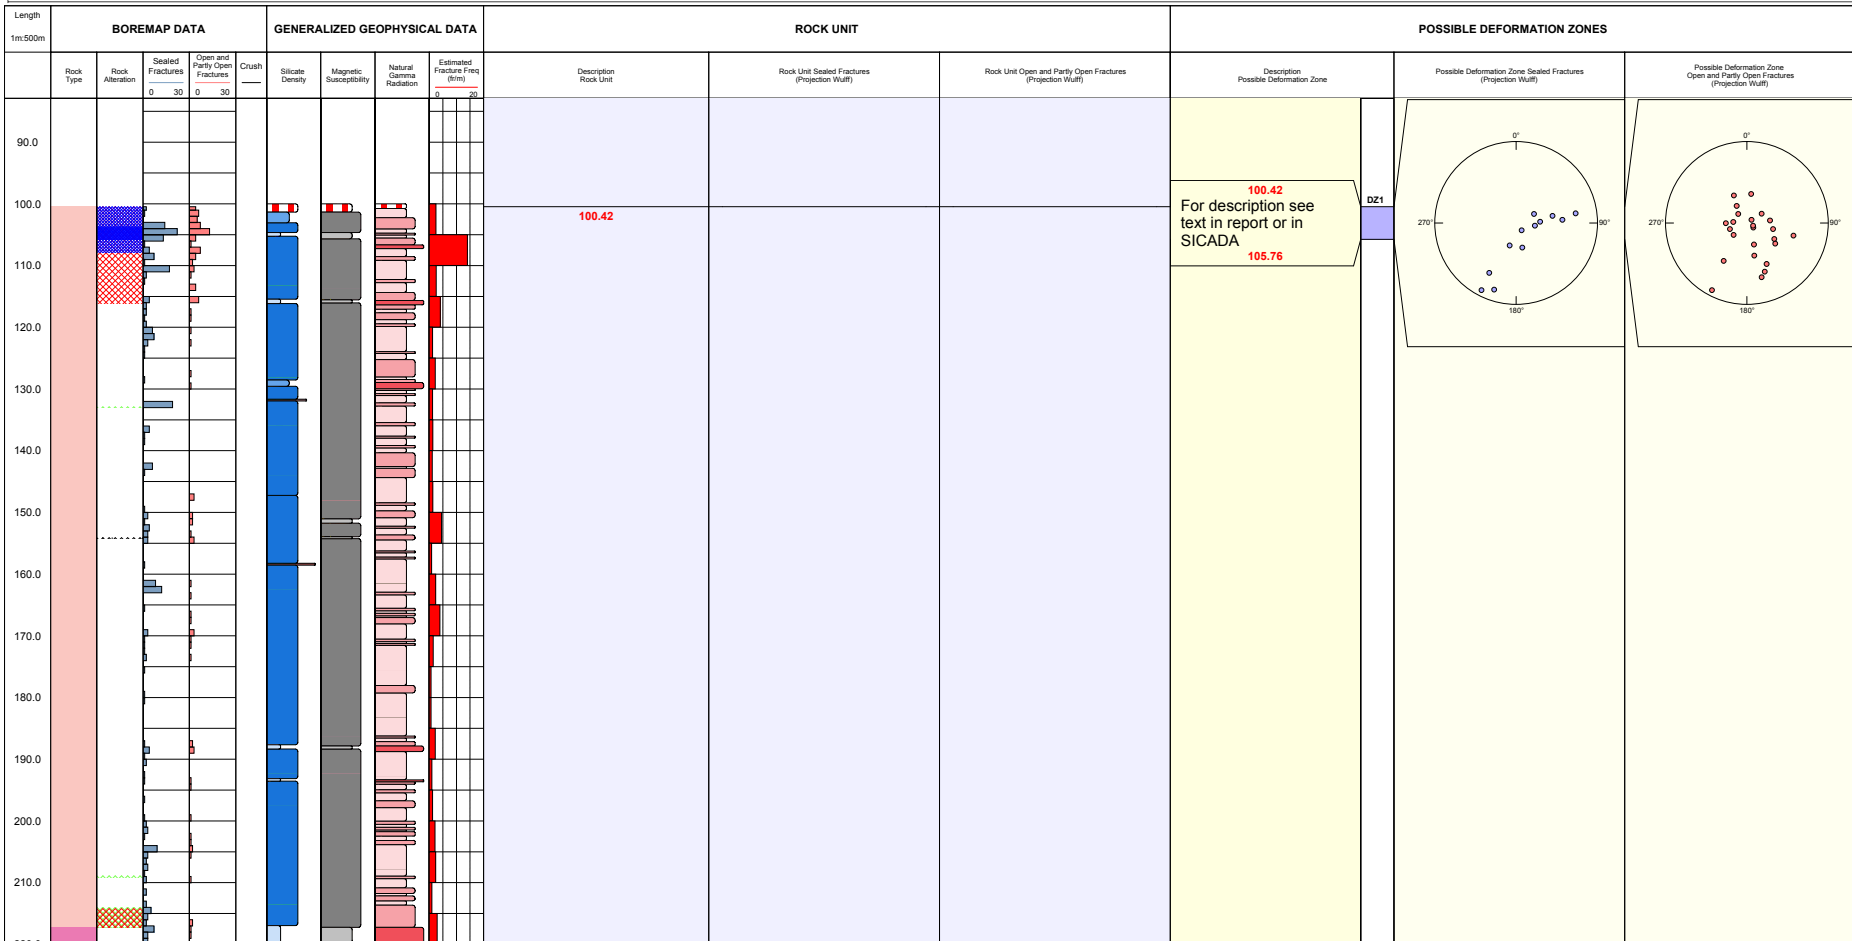 Length
1m:500m
BOREMAP DATA
GENERALIZED GEOPHYSICAL DATA
ROCK UNIT
POSSIBLE DEFORMATION ZONES
Rock
Type
Rock
Alteration
Sealed
Fractures
0 30
Open and
Partly Open
Fractures
0 30
Crush
Silicate
Density
Magnetic
Susceptibility
Natural
Gamma
Radiation
Estimated
Fracture Freq
(fr/m)
0 20
Description
Rock Unit
Rock Unit Sealed Fractures
(Projection Wulff)
Rock Unit Open and Partly Open Fractures
(Projection Wulff)
Description
Possible Deformation Zone
Possible Deformation Zone Sealed Fractures
(Projection Wulff)
Possible Deformation Zone
Open and Partly Open Fractures
(Projection Wulff)
90.0
100.0
110.0
120.0
130.0
140.0
150.0
160.0
170.0
180.0
190.0
200.0
210.0
100.42
100.42
For description see
text in report or in
SICADA
105.76
DZ1
0°
270°
90°
180°
0°
270°
90°
180°